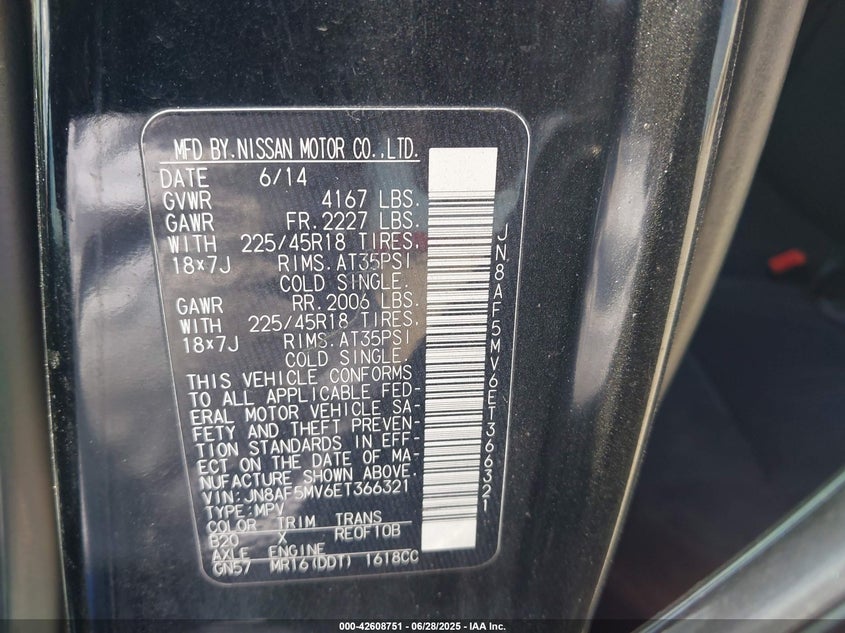 MFD BY.NISSAN MOTOR CO.,LTD.
DATE 6/14
GVWR 4167 LBS.
GAWR FR.2227 LBS.
WITH 225/45R18 TIRES.
18×7J RIMS.AT35PSI
COLD SINGLE.
GAWR RR.2006 LBS.
WITH 225/45R18 TIRES.
18×7J RIMS.AT35PSI
COLD SINGLE.
THIS VEHICLE CONFORMS
TO ALL APPLICABLE FED-
ERAL MOTOR VEHICLE SA-
FETY AND THEFT PREVEN-
TION STANDARDS IN EFF-
ECT ON THE DATE OF MA-
NUFACTURE SHOWN ABOVE.
VIN:JN8AF5MV6ET366321
TYPE:MPV
COLOR TRIM TRANS
B20 X RE0F10B
AXLE ENGINE
GN57 MR16(DDT) 1618CC
JN8AF5MV6ET366321
000-42608751 / 06/28/2025 - IAA Inc.